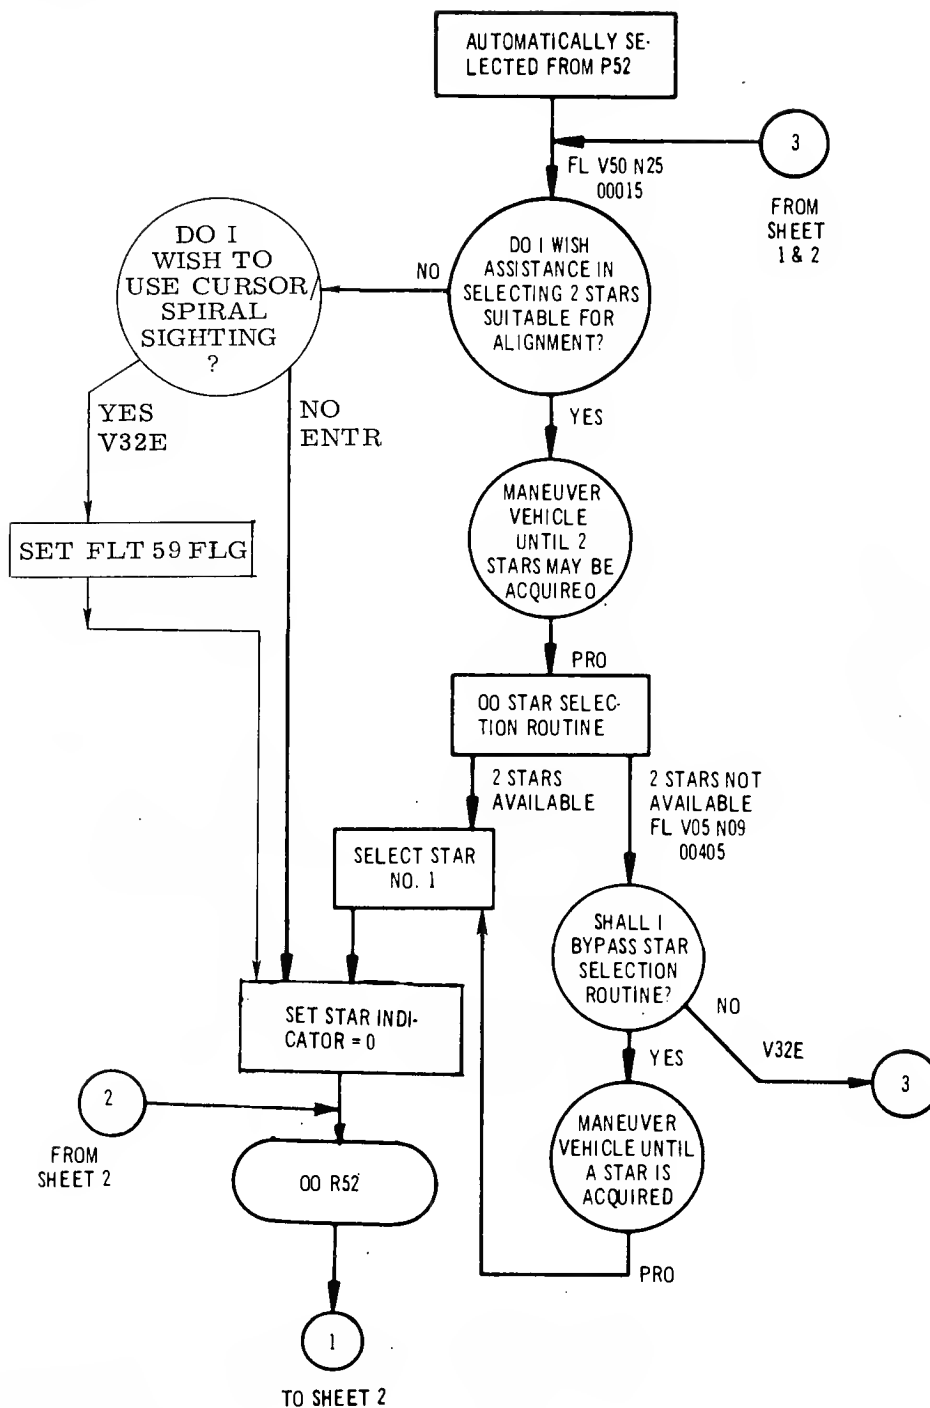 AUTOMATICALLY SE-
LECTED FROM P52
3
FROM
SHEET
1 & 2
FL V50 N25
00015
DO I WISH
ASSISTANCE IN
SELECTING 2 STARS
SUITABLE FOR
ALIGNMENT?
NO
DO I
WISH TO
USE CURSOR/
SPIRAL
SIGHTING
?
YES
V32E
NO
ENTR
YES
SET FLT 59 FLG
MANEUVER
VEHICLE
UNTIL 2
STARS MAY BE
ACQUIRED
PRO
OO STAR SELEC-
TION ROUTINE
2 STARS
AVAILABLE
2 STARS NOT
AVAILABLE
FL V05 N09
00405
SELECT STAR
NO. 1
SHALL I
BYPASS STAR
SELECTION
ROUTINE?
NO
V32E
3
YES
SET STAR INDI-
CATOR = 0
2
FROM
SHEET 2
MANEUVER
VEHICLE UNTIL
A STAR IS
ACQUIRED
PRO
OO R52
1
TO SHEET 2